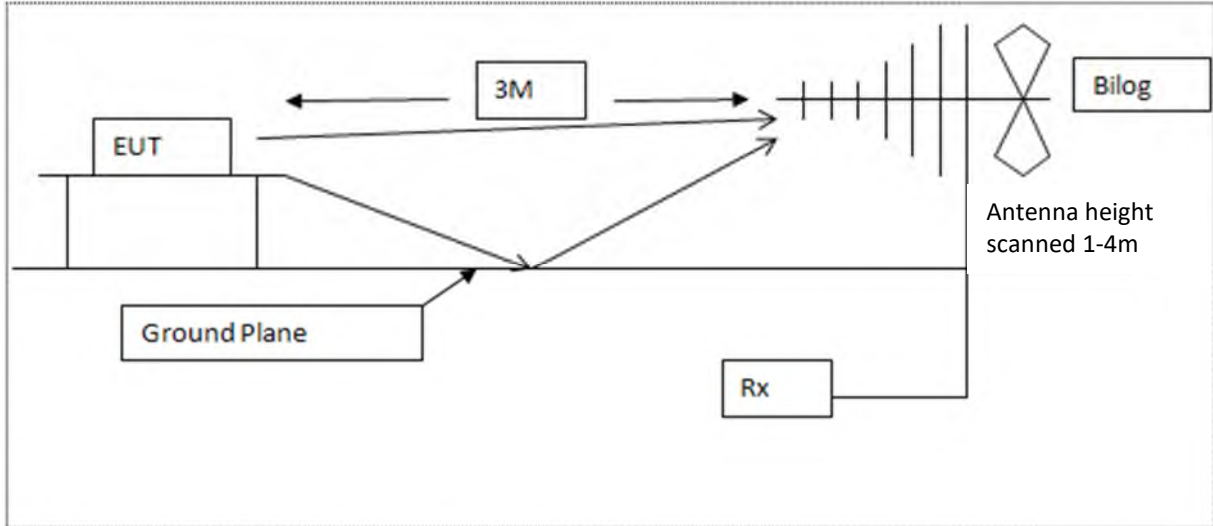 3M
Bilog
EUT
Antenna height
scanned 1-4m
Ground Plane
Rx